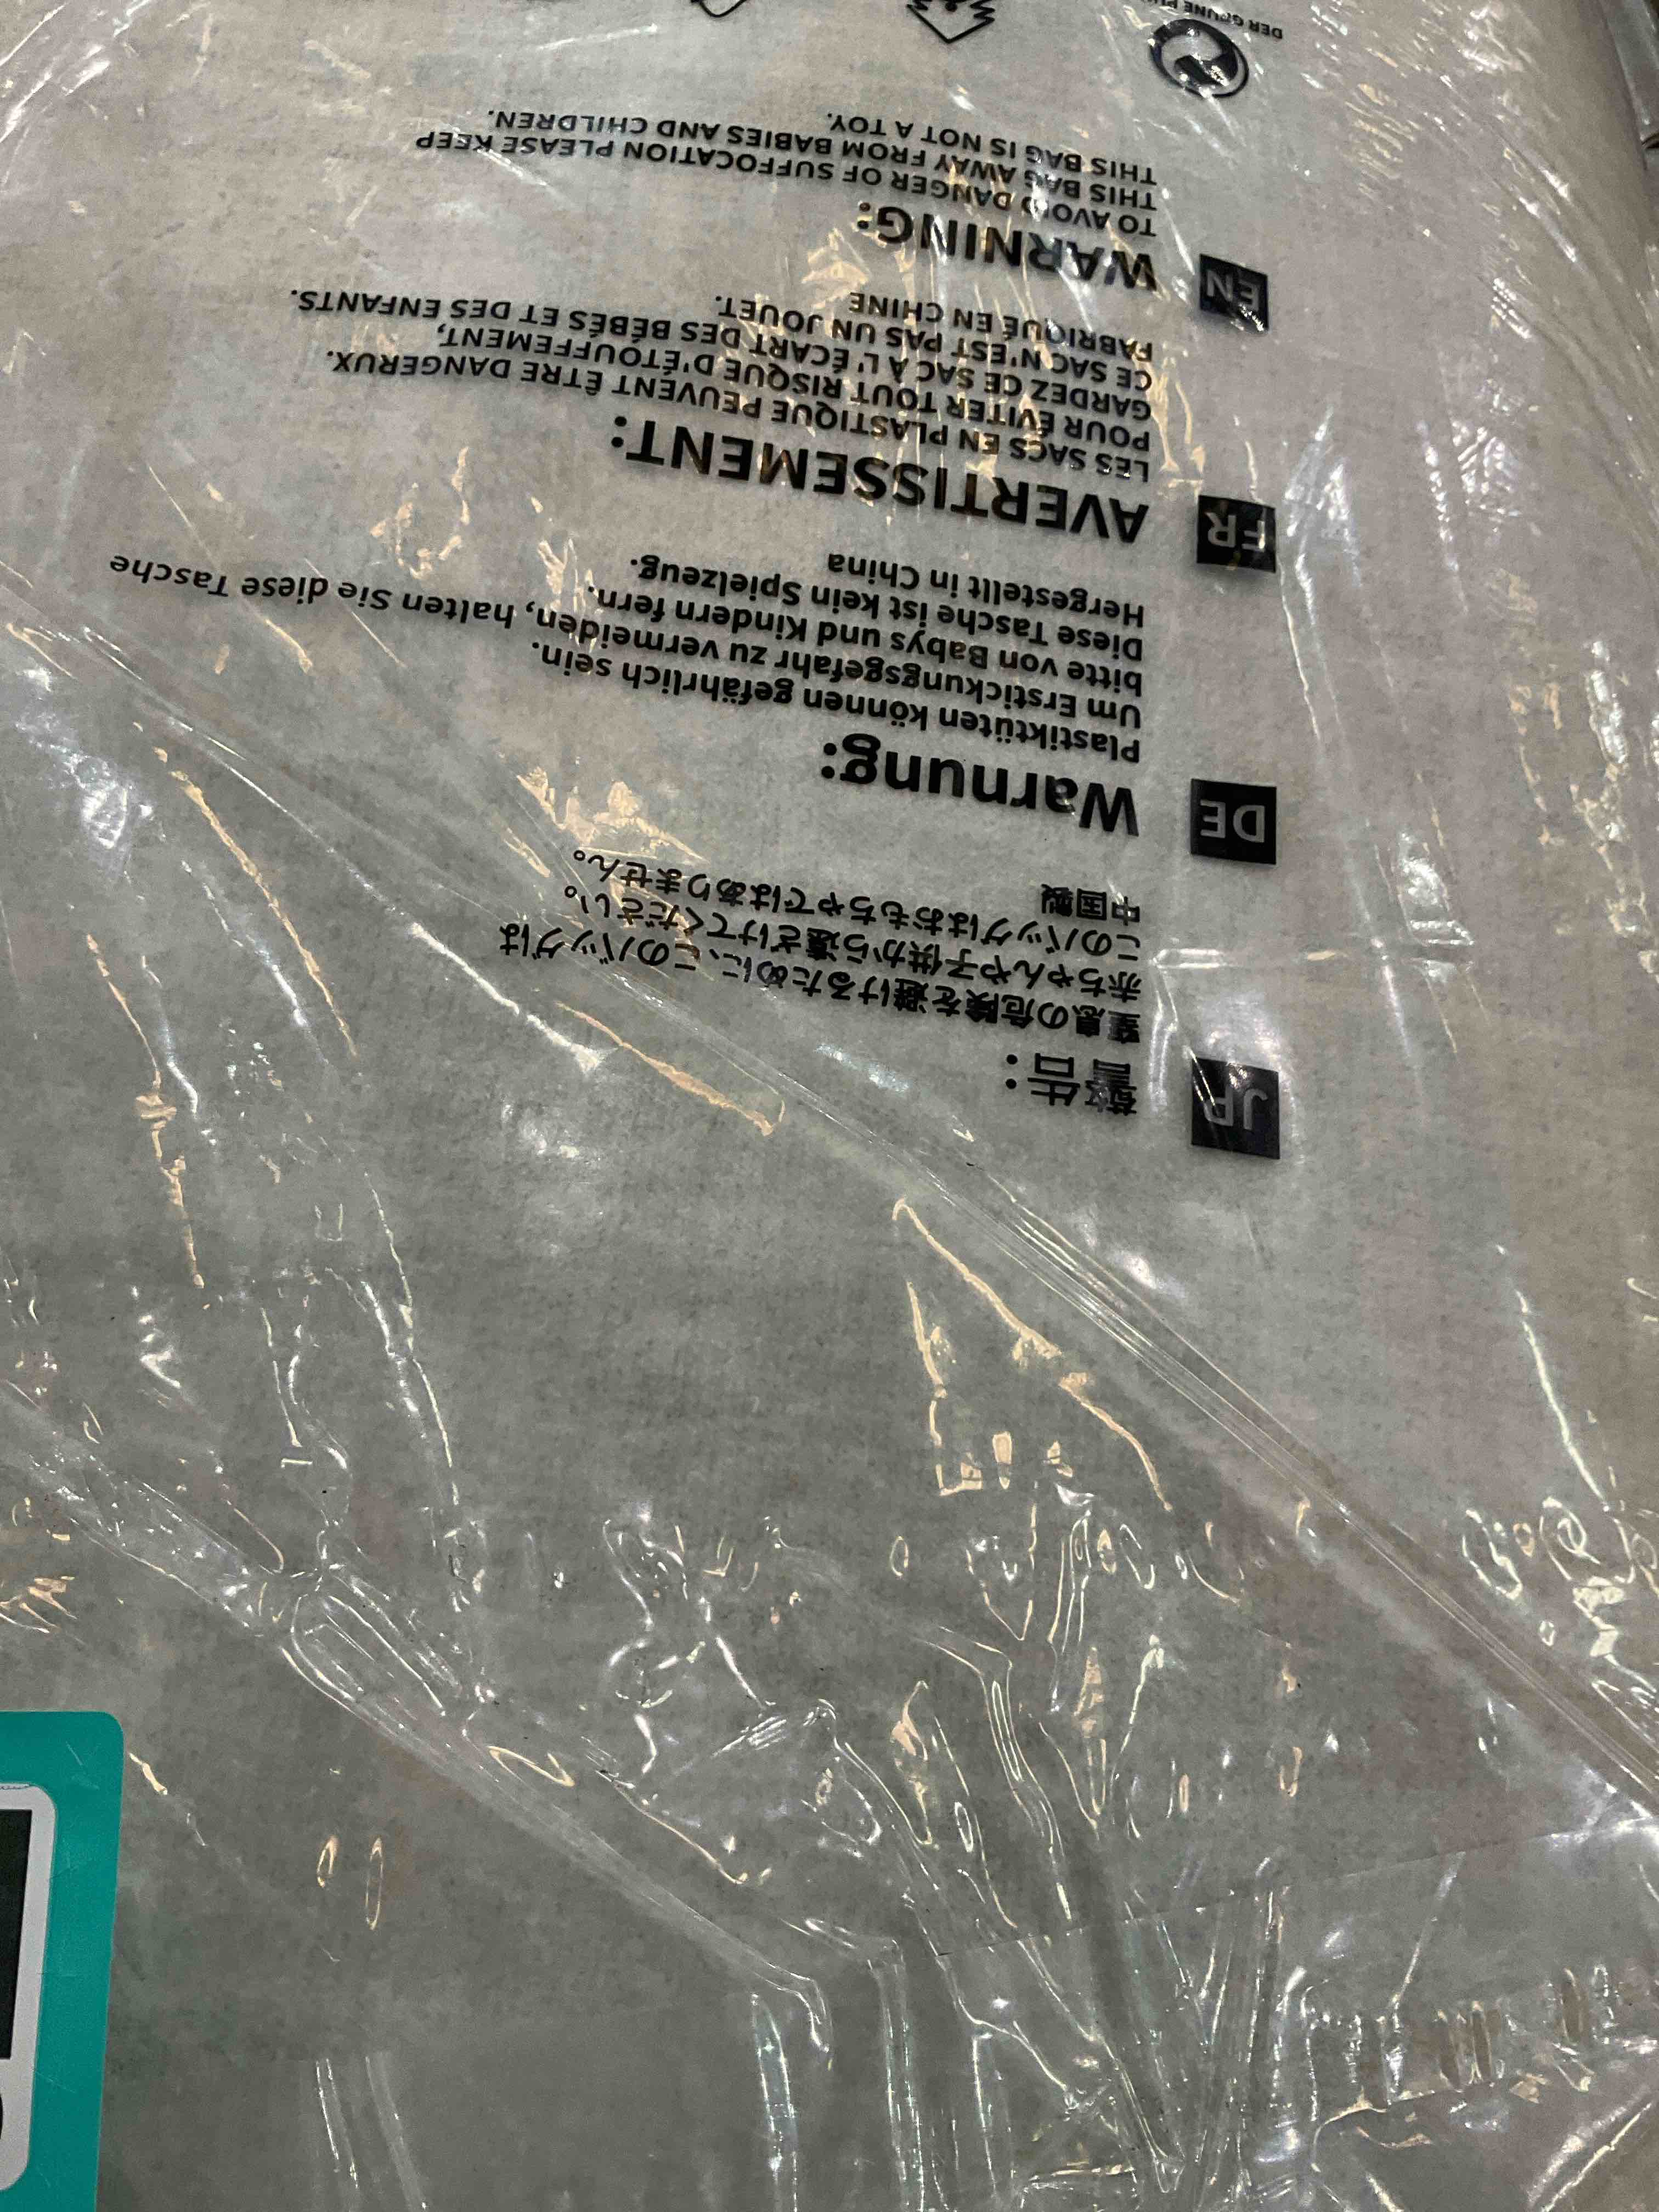 DER GRÜNE
EN
WARNING:
TO AVOID DANGER OF SUFFOCATION PLEASE KEEP
THIS BAG AWAY FROM BABIES AND CHILDREN.
THIS BAG IS NOT A TOY.
FR
AVERTISSEMENT:
LES SACS EN PLASTIQUE PEUVENT ÊTRE DANGERUX.
POUR ÉVITER TOUT RISQUE D'ÉTOUFFEMENT,
GARDEZ CE SAC À L'ÉCART DES BÉBÉS ET DES ENFANTS.
CE SAC N'EST PAS UN JOUET.
FABRIQUÉ EN CHINE
DE
Warnung:
Plastiktüten können gefährlich sein.
Um Erstickungsgefahr zu vermeiden, halten Sie diese Tasche
bitte von Babys und Kindern fern.
Diese Tasche ist kein Spielzeug.
Hergestellt in China
JP
警告：
窒息の危険を避けるために、このバッグは
赤ちゃんや子供から遠ざけてください。
このバッグはおもちゃではありません。
中国製